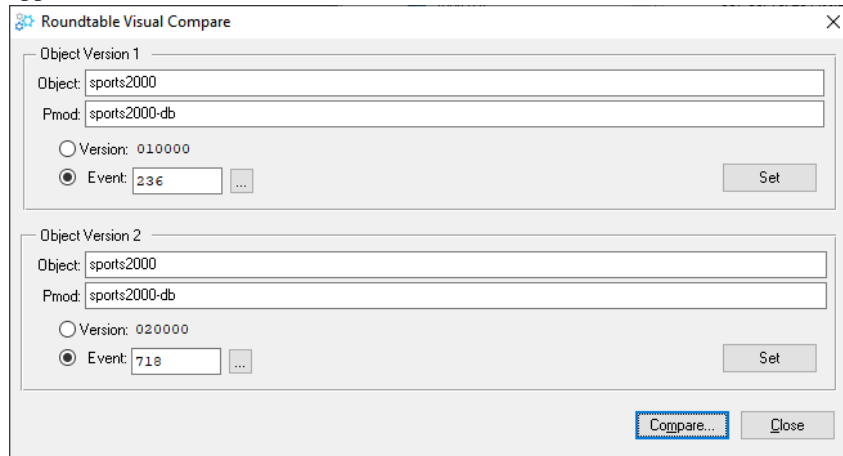 Roundtable Visual Compare
Object Version 1
Object: sports2000
Pmod: sports2000-db
Version: 010000
Event: 236 ... Set
Object Version 2
Object: sports2000
Pmod: sports2000-db
Version: 020000
Event: 718 ... Set
Compare... Close